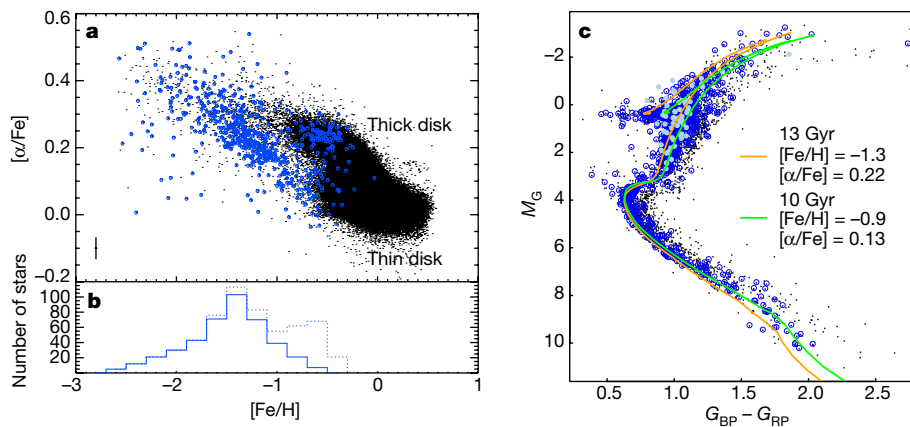 a
0.6
0.4
0.2
0.0
−0.2
[α/Fe]
Thick disk
Thin disk
b
100
80
60
40
20
Number of stars
−3
−2
−1
0
1
[Fe/H]
c
−2
0
2
4
6
8
10
M_G
13 Gyr
[Fe/H] = −1.3
[α/Fe] = 0.22
10 Gyr
[Fe/H] = −0.9
[α/Fe] = 0.13
0.5
1.0
1.5
2.0
2.5
G_BP − G_RP